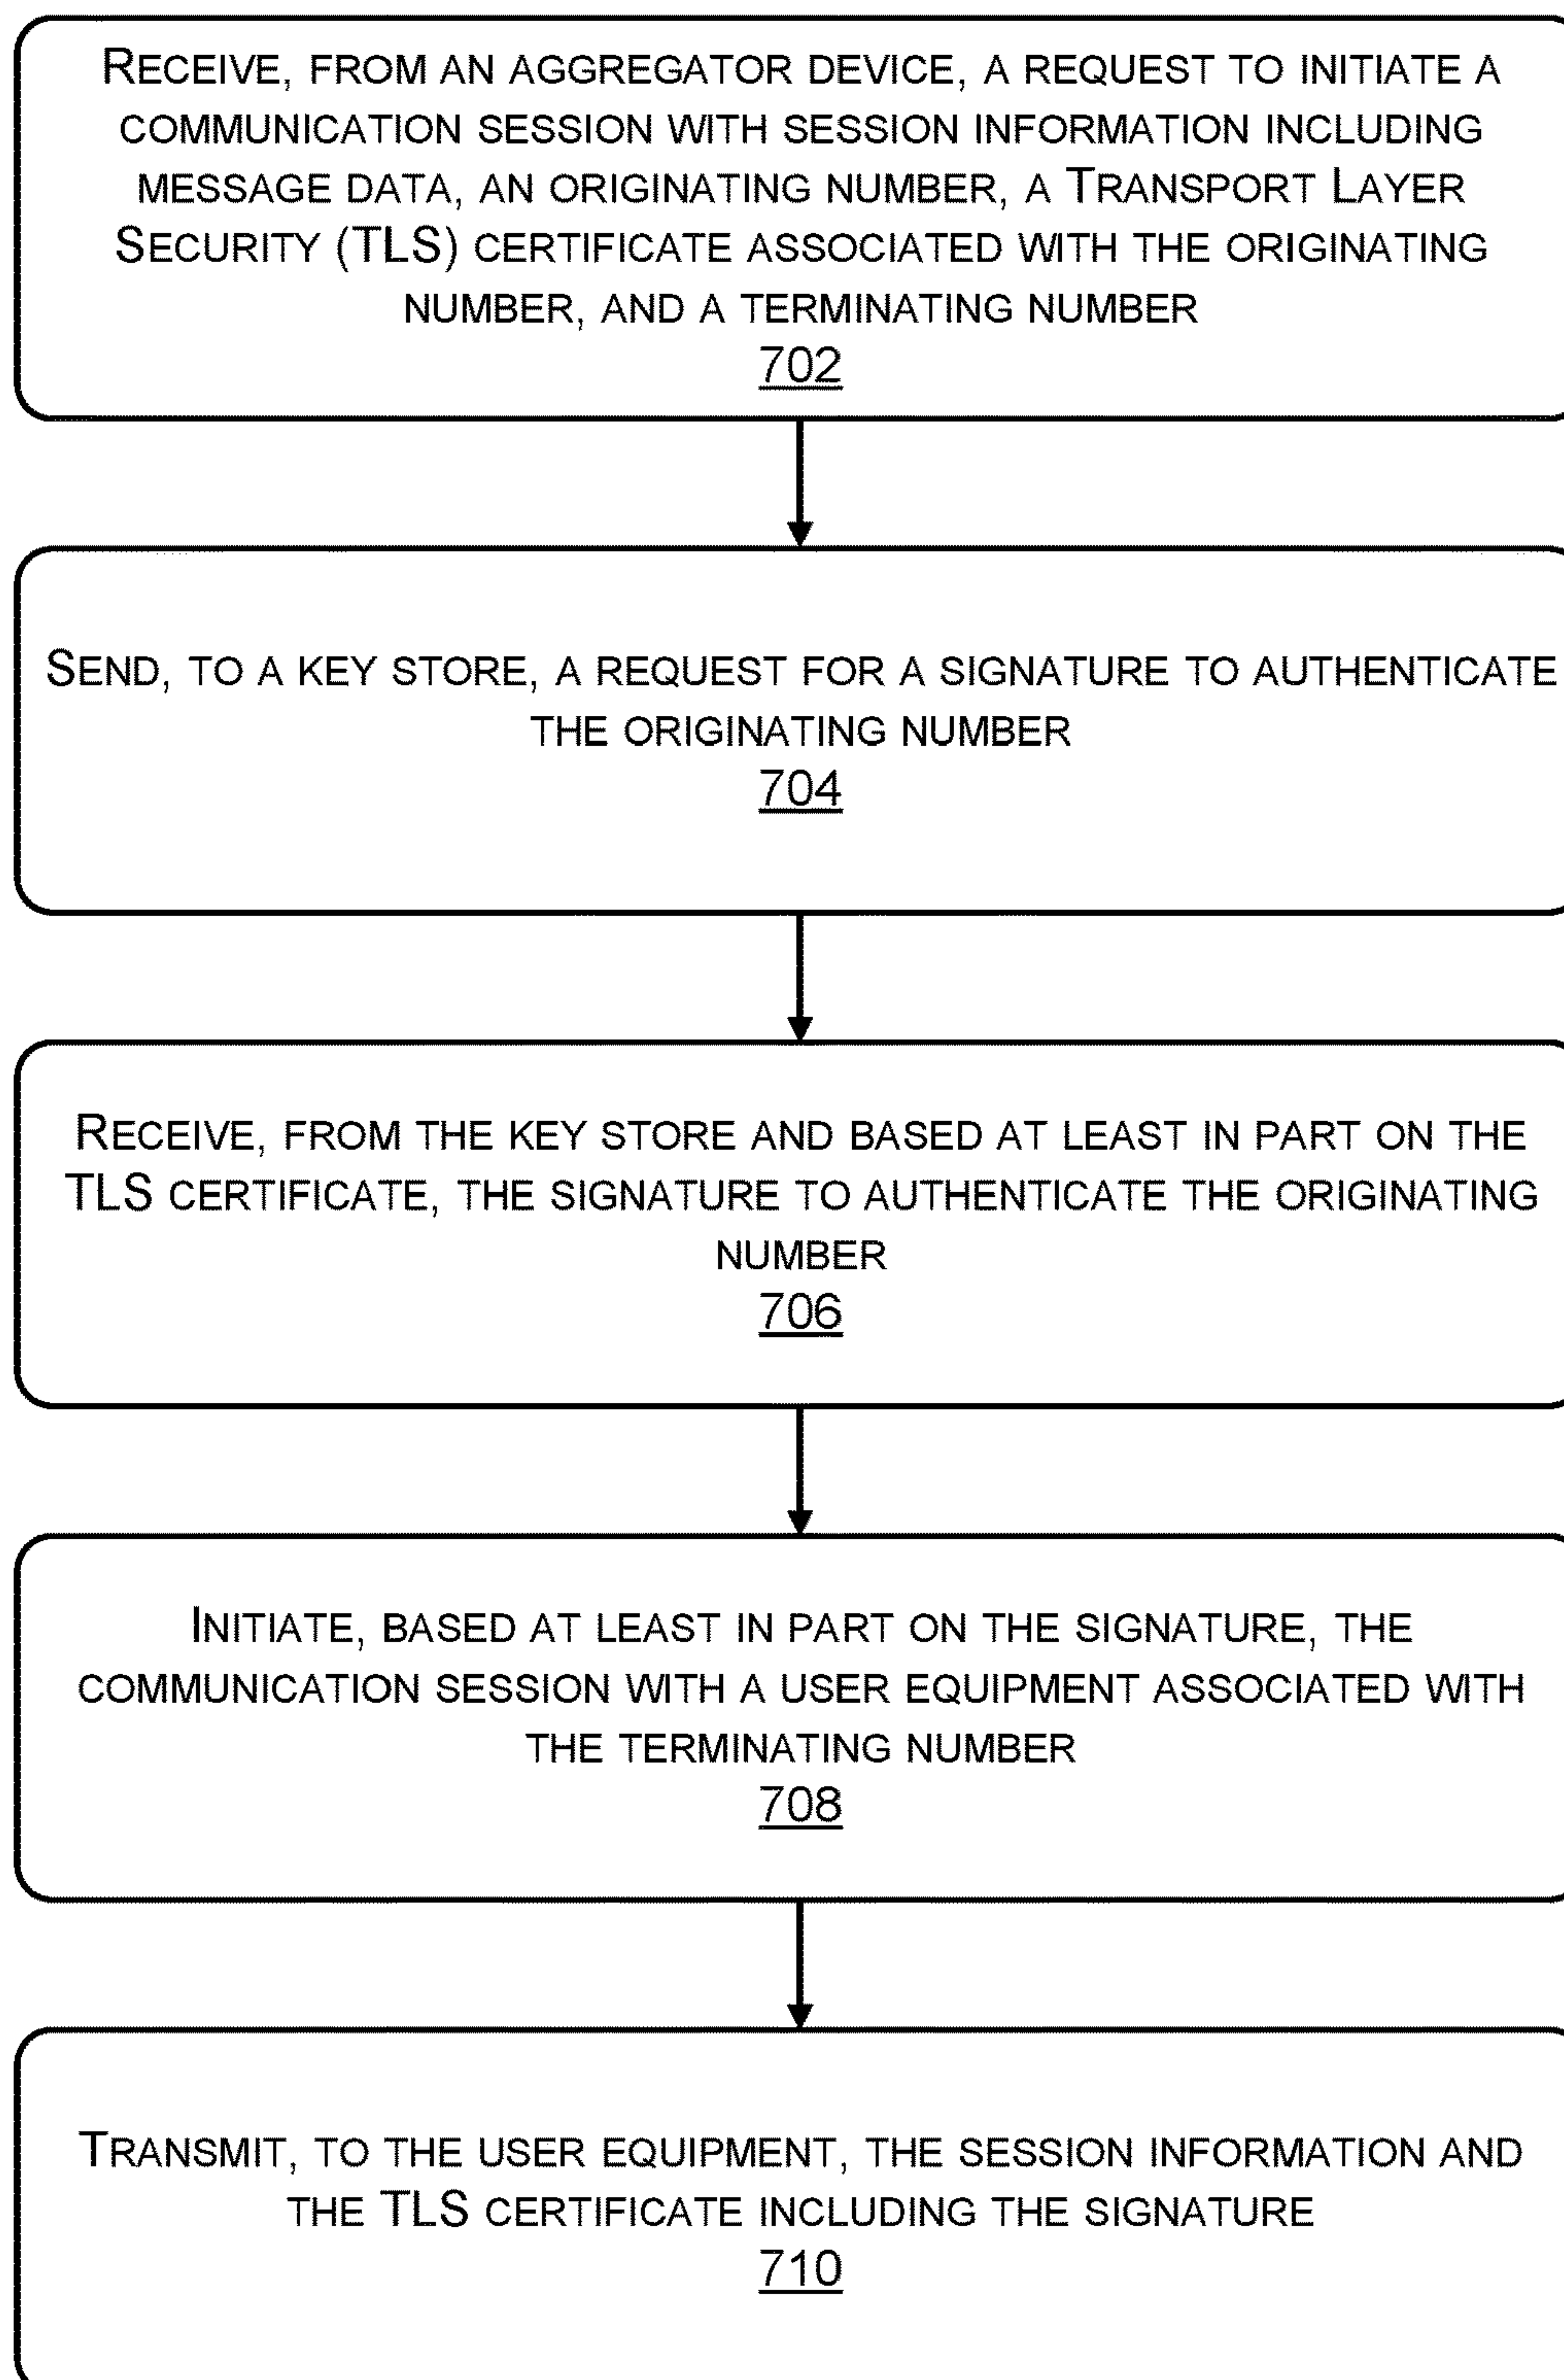 RECEIVE, FROM AN AGGREGATOR DEVICE, A REQUEST TO INITIATE A
COMMUNICATION SESSION WITH SESSION INFORMATION INCLUDING
MESSAGE DATA, AN ORIGINATING NUMBER, A TRANSPORT LAYER
SECURITY (TLS) CERTIFICATE ASSOCIATED WITH THE ORIGINATING
NUMBER, AND A TERMINATING NUMBER
702
SEND, TO A KEY STORE, A REQUEST FOR A SIGNATURE TO AUTHENTICATE
THE ORIGINATING NUMBER
704
RECEIVE, FROM THE KEY STORE AND BASED AT LEAST IN PART ON THE
TLS CERTIFICATE, THE SIGNATURE TO AUTHENTICATE THE ORIGINATING
NUMBER
706
INITIATE, BASED AT LEAST IN PART ON THE SIGNATURE, THE
COMMUNICATION SESSION WITH A USER EQUIPMENT ASSOCIATED WITH
THE TERMINATING NUMBER
708
TRANSMIT, TO THE USER EQUIPMENT, THE SESSION INFORMATION AND
THE TLS CERTIFICATE INCLUDING THE SIGNATURE
710